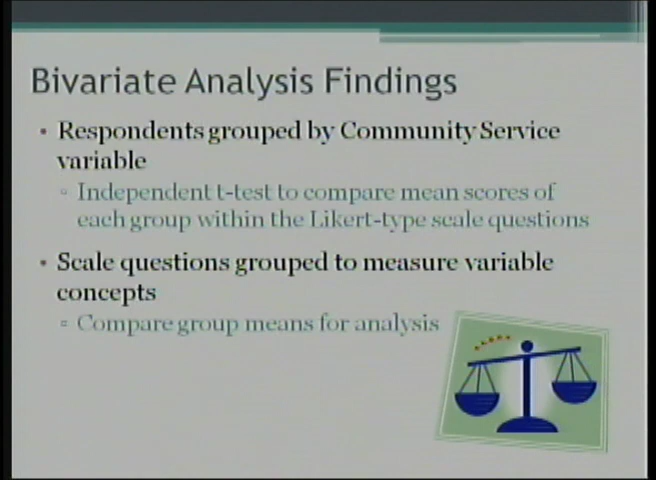 Bivariate Analysis Findings
Respondents grouped by Community Service
variable
Independent t-test to compare mean scores of
each group within the Likert-type scale questions
Scale questions grouped to measure variable
concepts
Compare group means for analysis